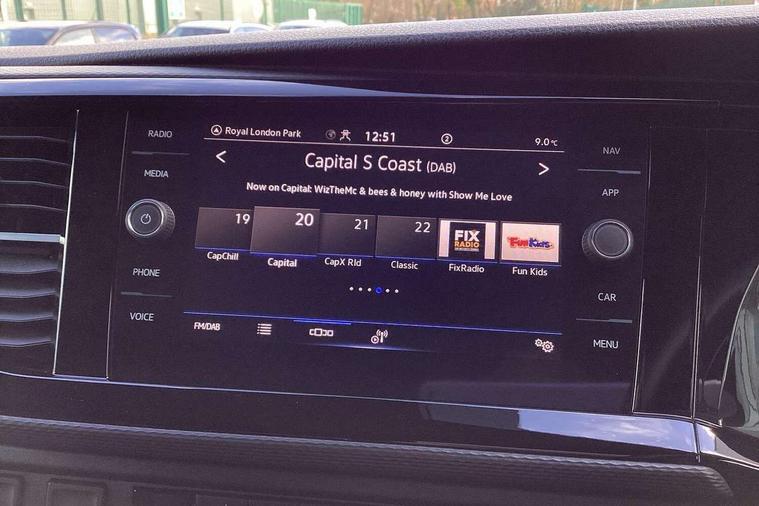 Royal London Park 12:51 2 9.0°C
RADIO
NAV
< Capital S Coast (DAB) >
MEDIA
APP
Now on Capital: WizTheMc & bees & honey with Show Me Love
19 20 21 22 FIX RADIO Fun Kids
CapChill Capital CapX Rld Classic FixRadio Fun Kids
PHONE
CAR
VOICE
FM/DAB
MENU